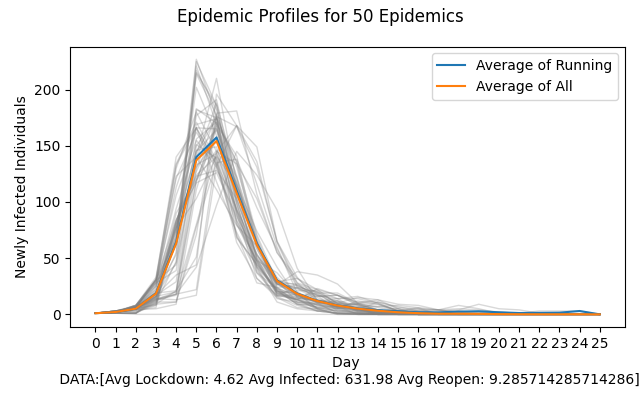 Epidemic Profiles for 50 Epidemics
Average of Running
Average of All
Newly Infected Individuals
200
150
100
50
0
0 1 2 3 4 5 6 7 8 9 10 11 12 13 14 15 16 17 18 19 20 21 22 23 24 25
Day
DATA:[Avg Lockdown: 4.62 Avg Infected: 631.98 Avg Reopen: 9.285714285714286]